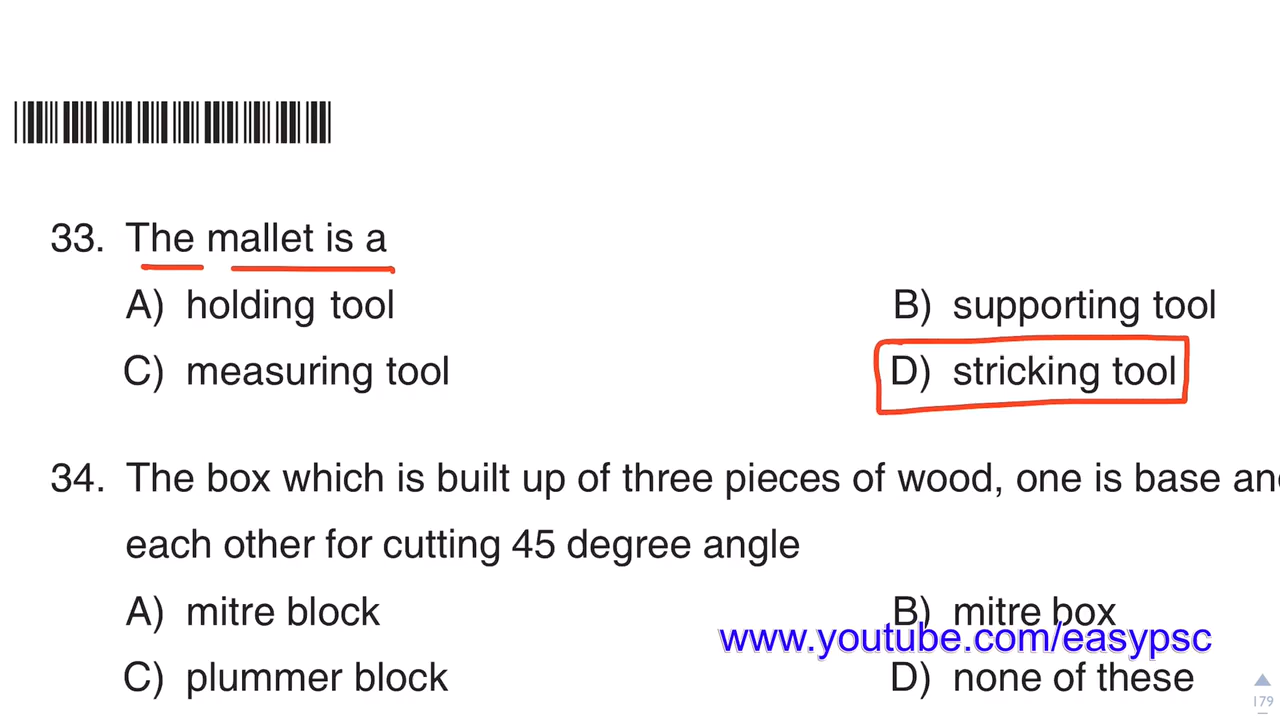 33. The mallet is a
A) holding tool
B) supporting tool
C) measuring tool
D) stricking tool
34. The box which is built up of three pieces of wood, one is base
each other for cutting 45 degree angle
A) mitre block
B) mitre box
www.youtube.com/easypsc
C) plummer block
D) none of these
179